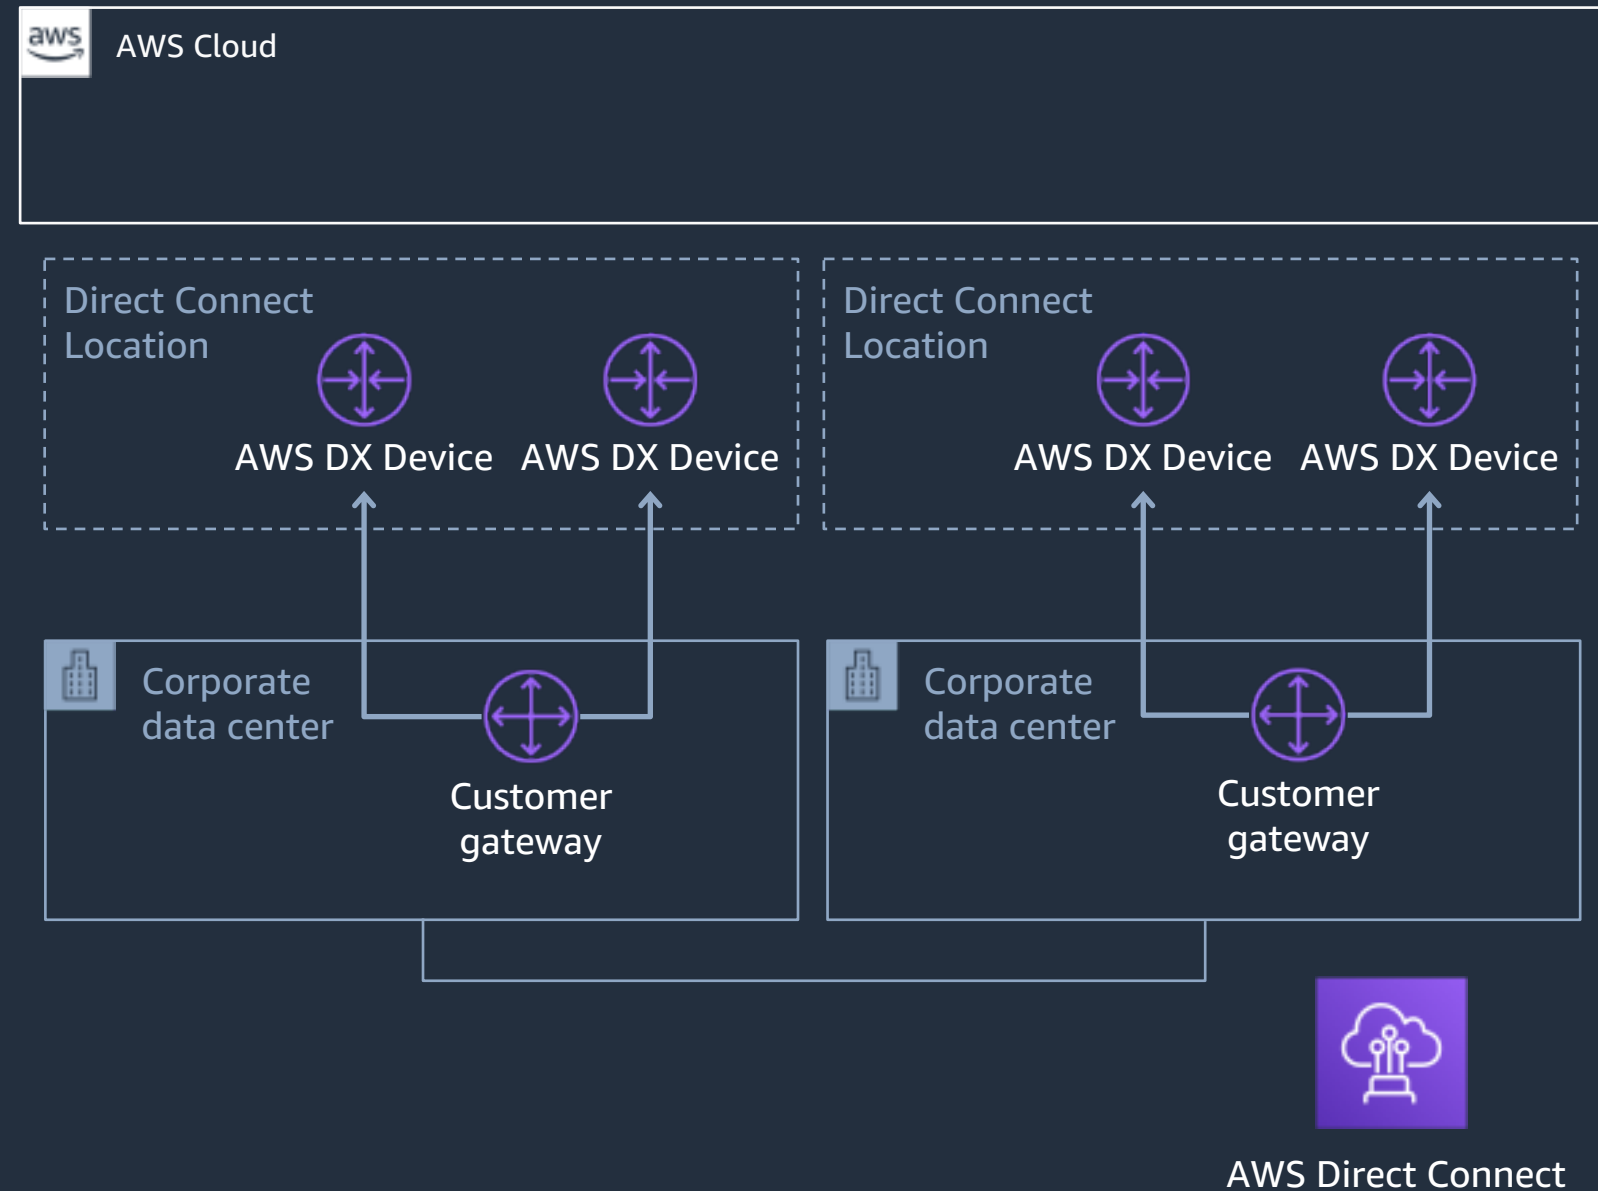 aws
AWS Cloud
Direct Connect
Location
AWS DX Device
AWS DX Device
Direct Connect
Location
AWS DX Device
AWS DX Device
Corporate
data center
Customer
gateway
Corporate
data center
Customer
gateway
AWS Direct Connect